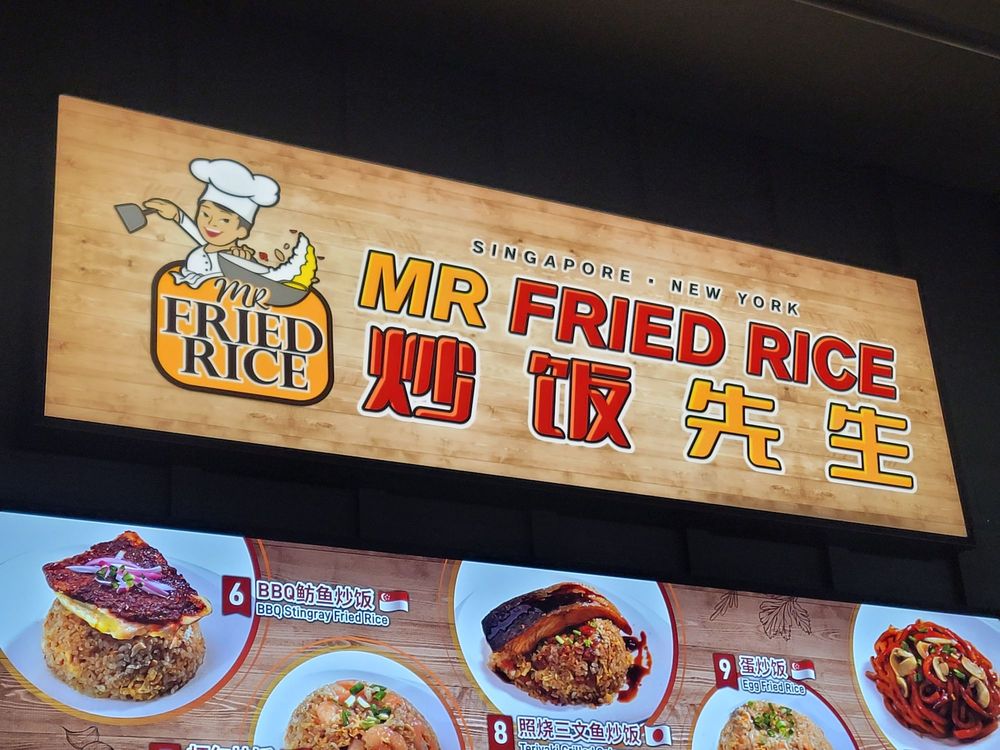 MR
FRIED
RICE
SINGAPORE · NEW YORK
MR FRIED RICE
炒饭先生
6 BBQ魟鱼炒饭
BBQ Stingray Fried Rice
9 蛋炒饭
Egg Fried Rice
8 照烧三文鱼炒饭
Teriyaki Grilled